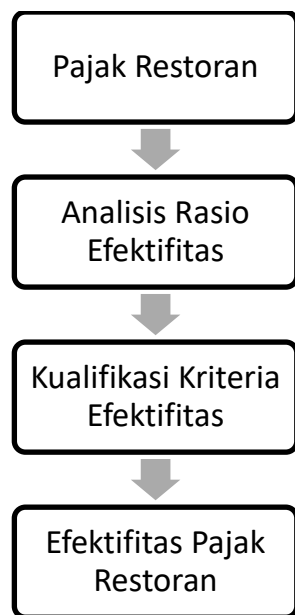 Pajak Restoran
Analisis Rasio
Efektifitas
Kualifikasi Kriteria
Efektifitas
Efektifitas Pajak
Restoran